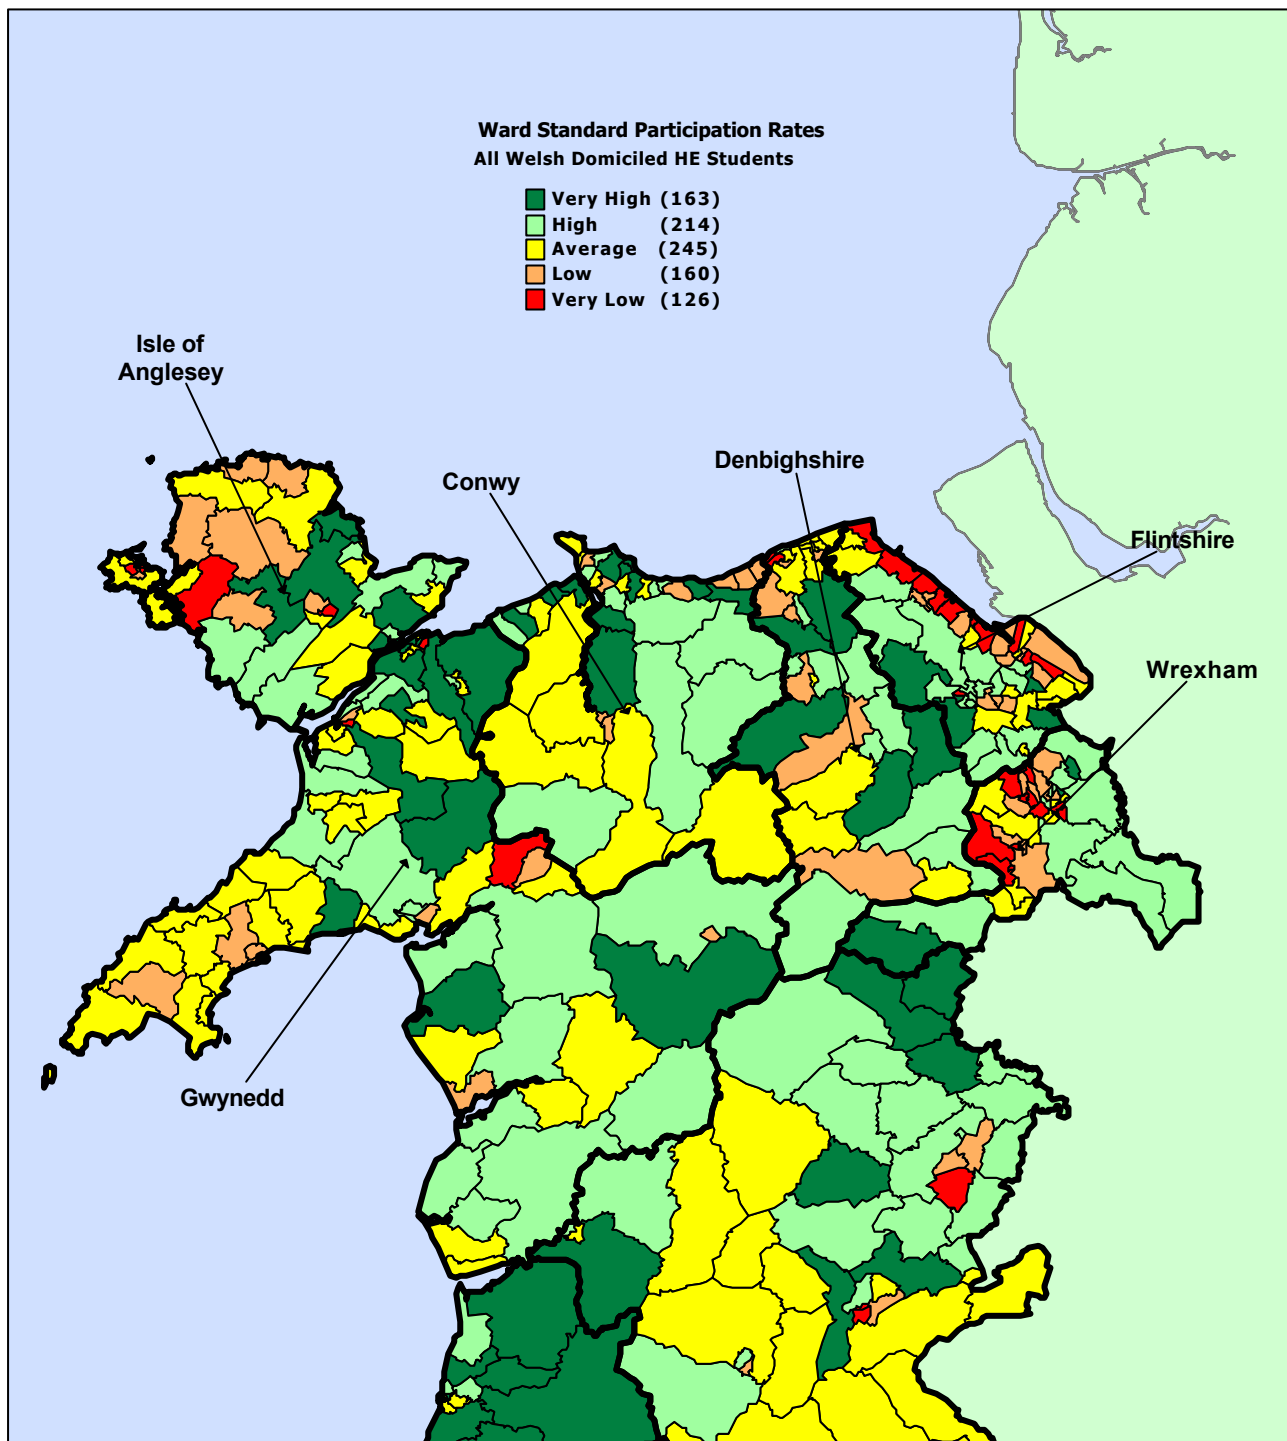 Ward Standard Participation Rates
All Welsh Domiciled HE Students
Very High (163)
High (214)
Average (245)
Low (160)
Very Low (126)
Isle of
Anglesey
Conwy
Denbighshire
Flintshire
Wrexham
Gwynedd